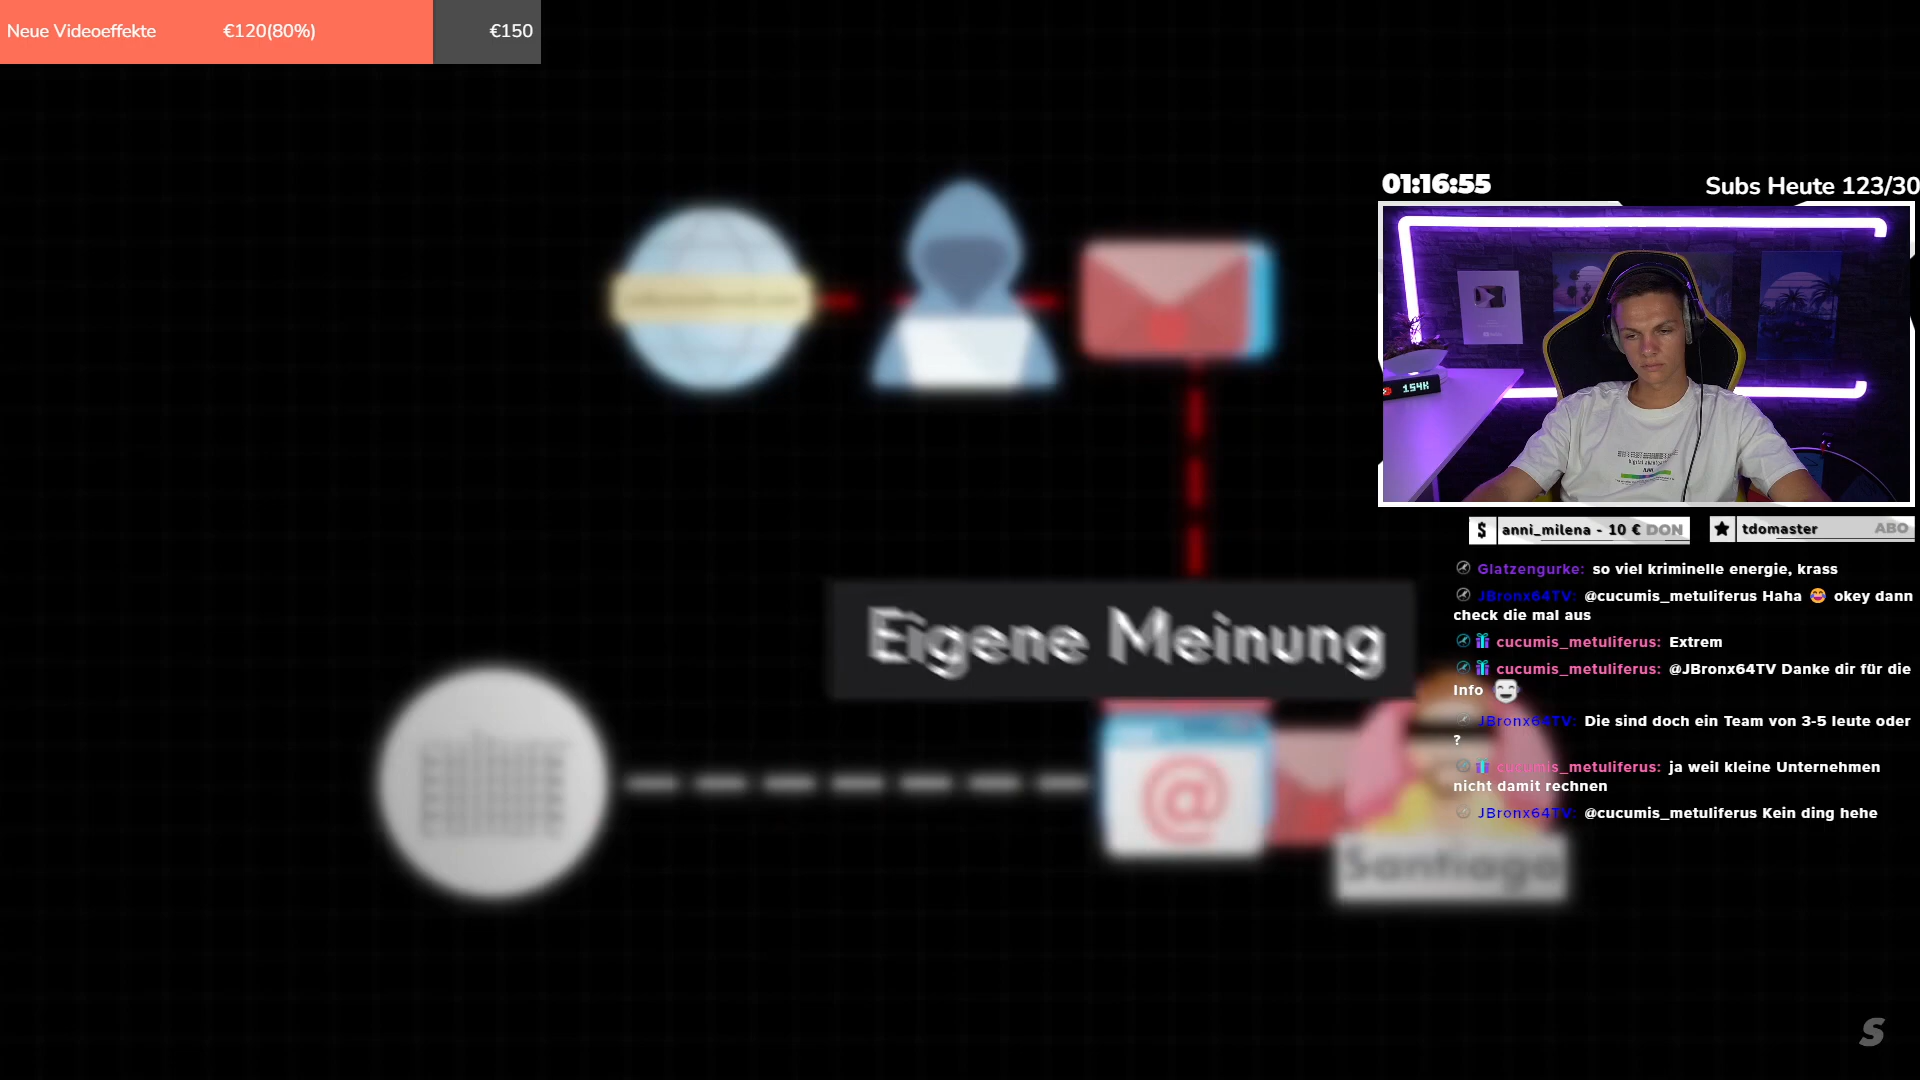 Neue Videoeffekte €120(80%) €150
01:16:55 Subs Heute 123/30
154K
anni_milena - 10 € DON
tdomaster ABO
Glatzengurke: so viel kriminelle energie, krass
JBronx64TV: @cucumis_metuliferus Haha 😂 okey dann
check die mal aus
cucumis_metuliferus: Extrem
cucumis_metuliferus: @JBronx64TV Danke dir für die
Info
JBronx64TV: Die sind doch ein Team von 3-5 leute oder
?
cucumis_metuliferus: ja weil kleine Unternehmen
nicht damit rechnen
JBronx64TV: @cucumis_metuliferus Kein ding hehe
Eigene Meinung
@
Santiago
S